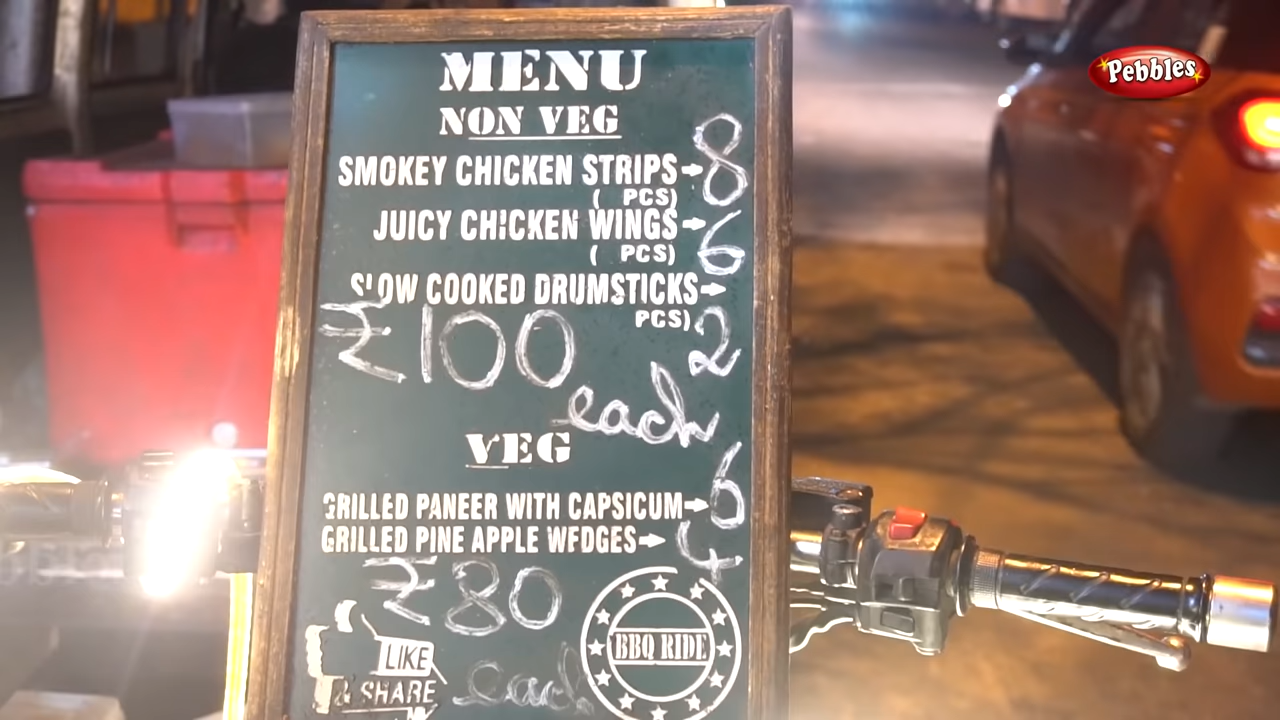 Pebbles
MENU
NON VEG
SMOKEY CHICKEN STRIPS→ 8
( PCS)
JUICY CHICKEN WINGS→ 6
( PCS)
SLOW COOKED DRUMSTICKS→
PCS) 2
₹100
each
VEG
GRILLED PANEER WITH CAPSICUM→ 6
GRILLED PINE APPLE WEDGES→ 4
₹80
each
LIKE
& SHARE
BBQ RIDE